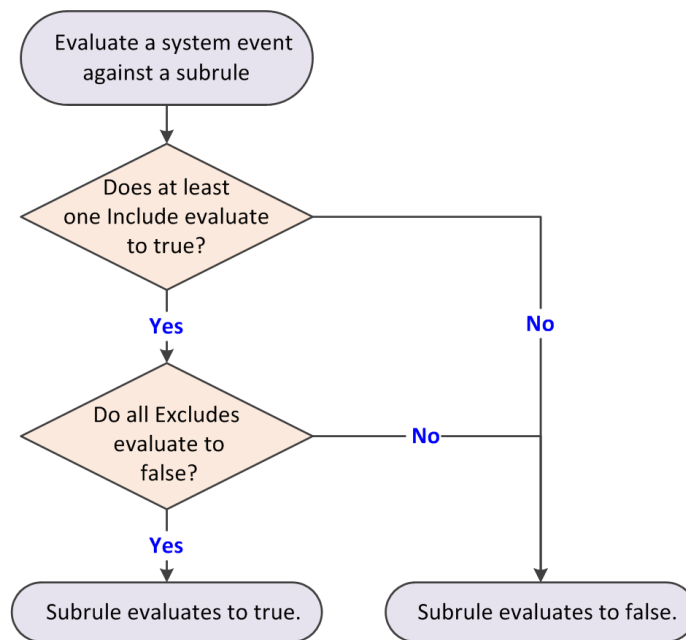 Evaluate a system event
against a subrule
Does at least
one Include evaluate
to true?
Yes
No
Do all Excludes
evaluate to
false?
No
Yes
Subrule evaluates to true.
Subrule evaluates to false.